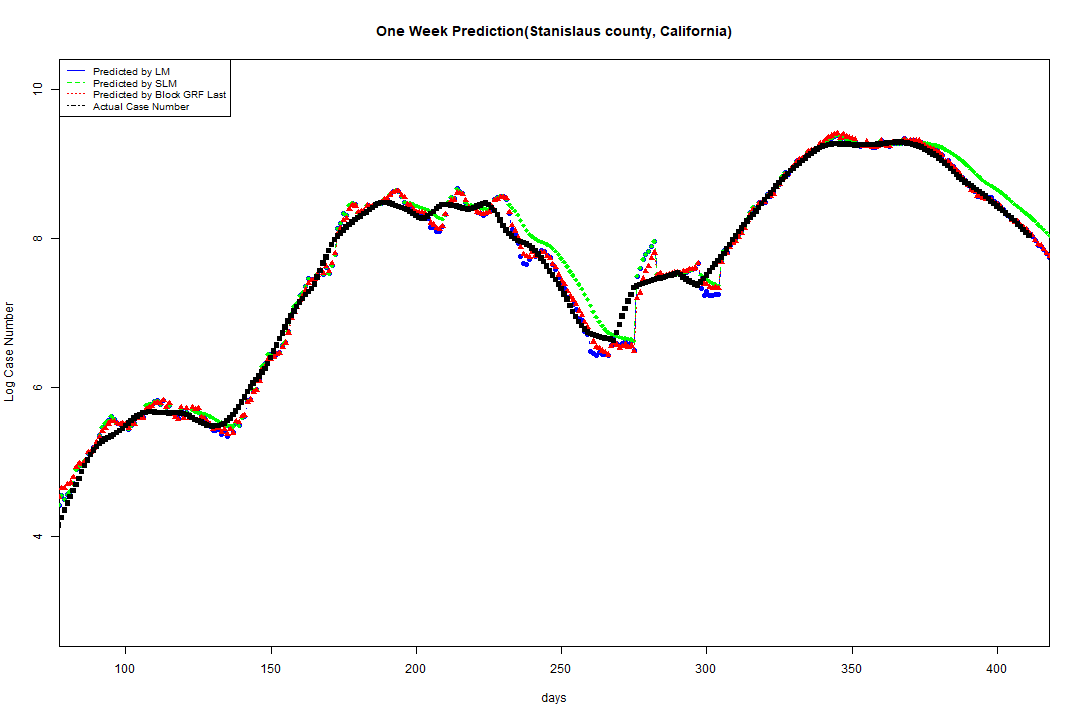 One Week Prediction(Stanislaus county, California)
Predicted by LM
Predicted by SLM
Predicted by Block GRF Last
Actual Case Number
10
8
6
4
Log Case Number
100 150 200 250 300 350 400
days